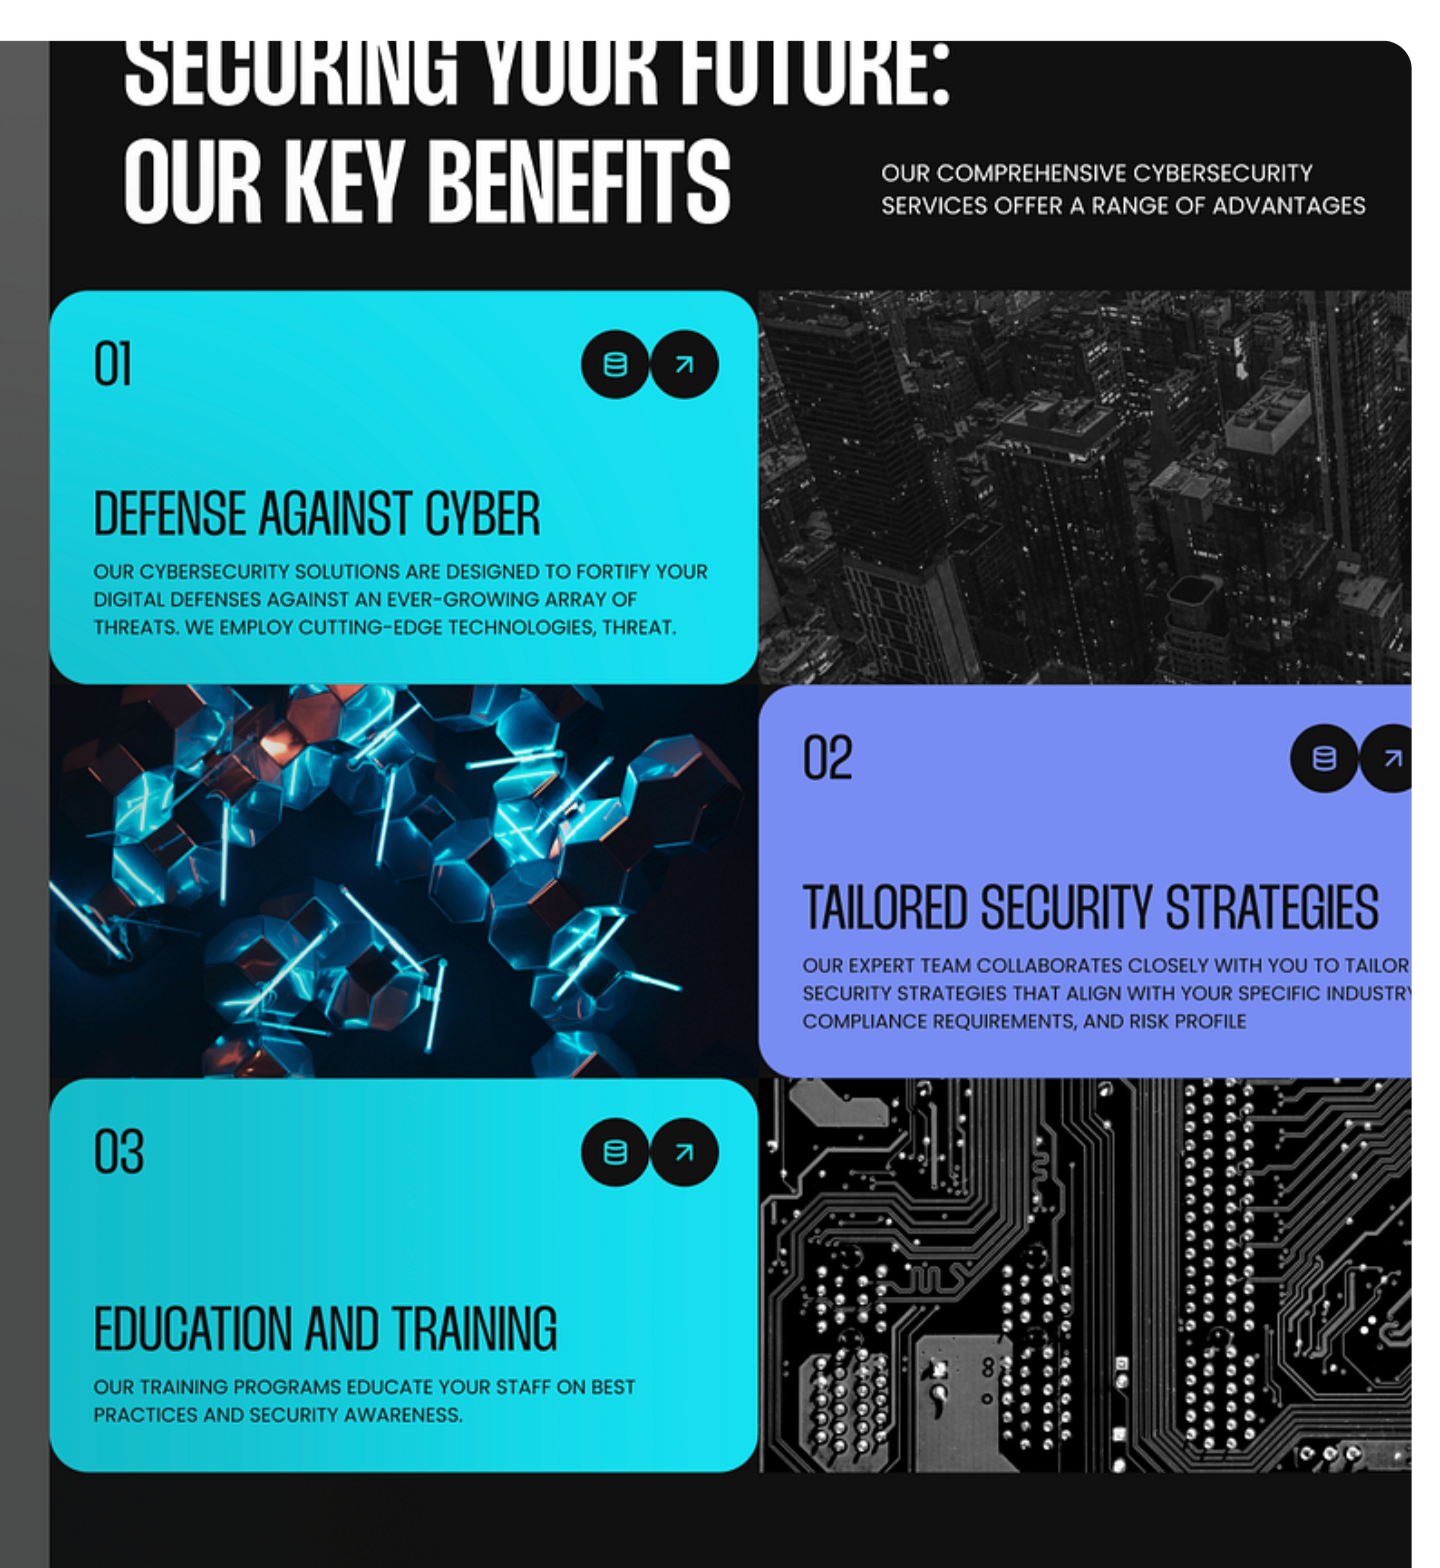 SECURING YOUR FUTURE:
OUR KEY BENEFITS
OUR COMPREHENSIVE CYBERSECURITY
SERVICES OFFER A RANGE OF ADVANTAGES
01
DEFENSE AGAINST CYBER
OUR CYBERSECURITY SOLUTIONS ARE DESIGNED TO FORTIFY YOUR
DIGITAL DEFENSES AGAINST AN EVER-GROWING ARRAY OF
THREATS. WE EMPLOY CUTTING-EDGE TECHNOLOGIES, THREAT.
02
TAILORED SECURITY STRATEGIES
OUR EXPERT TEAM COLLABORATES CLOSELY WITH YOU TO TAILOR
SECURITY STRATEGIES THAT ALIGN WITH YOUR SPECIFIC INDUSTRY
COMPLIANCE REQUIREMENTS, AND RISK PROFILE
03
EDUCATION AND TRAINING
OUR TRAINING PROGRAMS EDUCATE YOUR STAFF ON BEST
PRACTICES AND SECURITY AWARENESS.